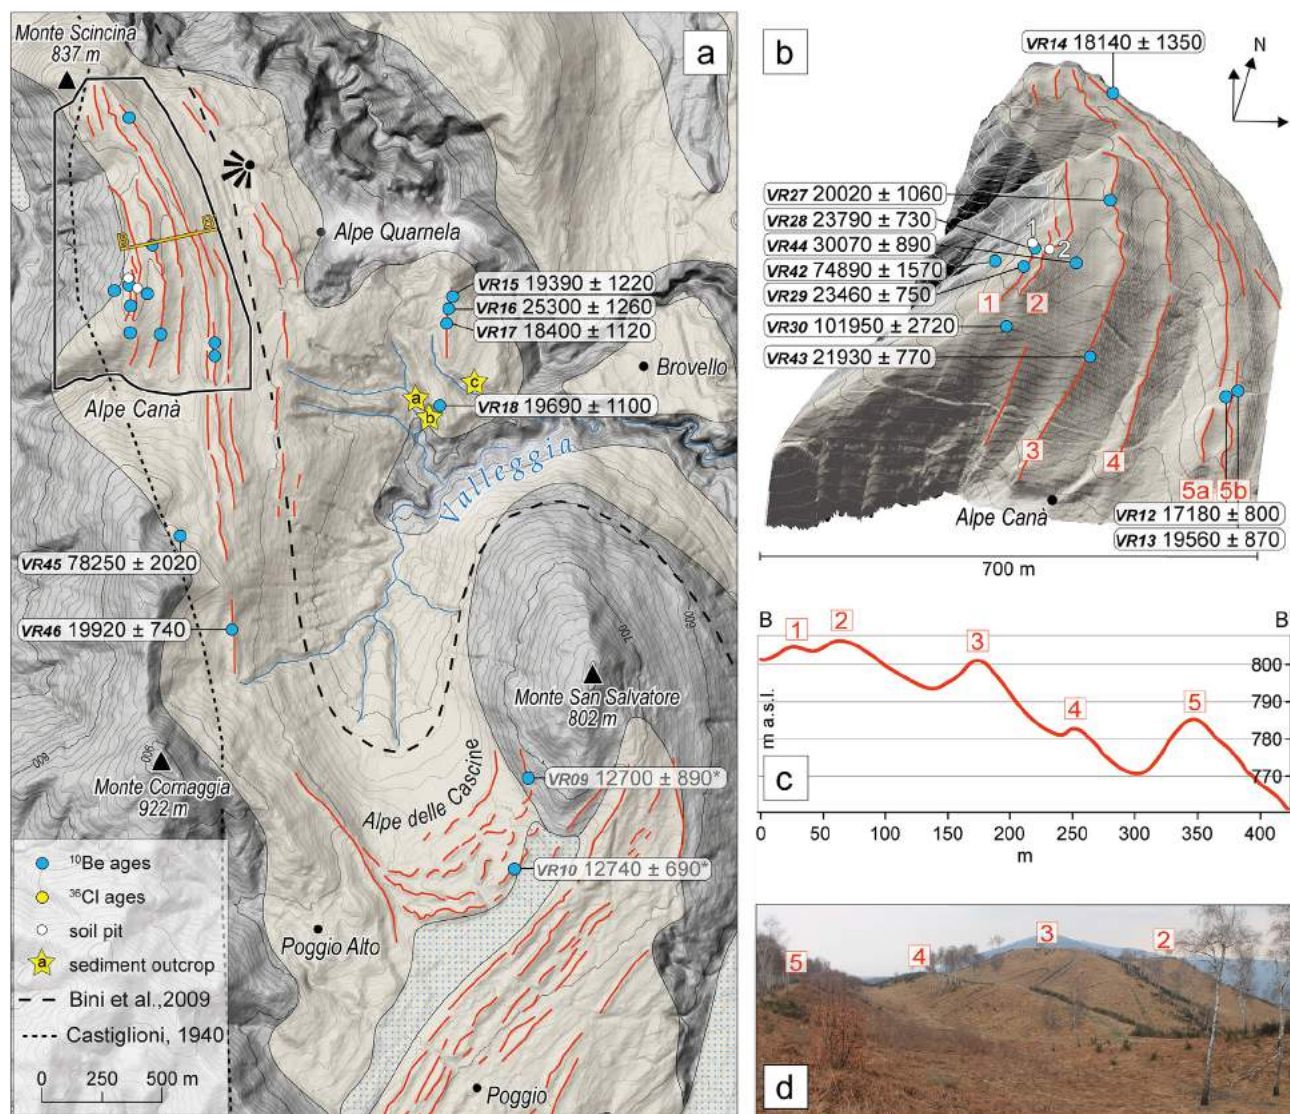 Monte Scincina
837 m
a
Alpe Quarnela
VR15 19390 ± 1220
VR16 25300 ± 1260
VR17 18400 ± 1120
Brovello
c
a
b
VR18 19690 ± 1100
Alpe Canà
Valleggia
VR45 78250 ± 2020
VR46 19920 ± 740
600
700
Monte San Salvatore
802 m
600
900
Monte Cornaggia
922 m
VR09 12700 ± 890*
Alpe delle Cascine
VR10 12740 ± 690*
Poggio Alto
Poggio
¹⁰Be ages
³⁶Cl ages
soil pit
a
sediment outcrop
Bini et al.,2009
Castiglioni, 1940
0 250 500 m
b
VR14 18140 ± 1350
N
VR27 20020 ± 1060
VR28 23790 ± 730
VR44 30070 ± 890
VR42 74890 ± 1570
VR29 23460 ± 750
1
2
1
2
VR30 101950 ± 2720
VR43 21930 ± 770
3
4
5a
5b
Alpe Canà
VR12 17180 ± 800
VR13 19560 ± 870
700 m
B
B'
1
2
3
4
5
m a.s.l.
800
790
780
770
c
0 50 100 150 200 250 300 350 400
m
5
4
3
2
d